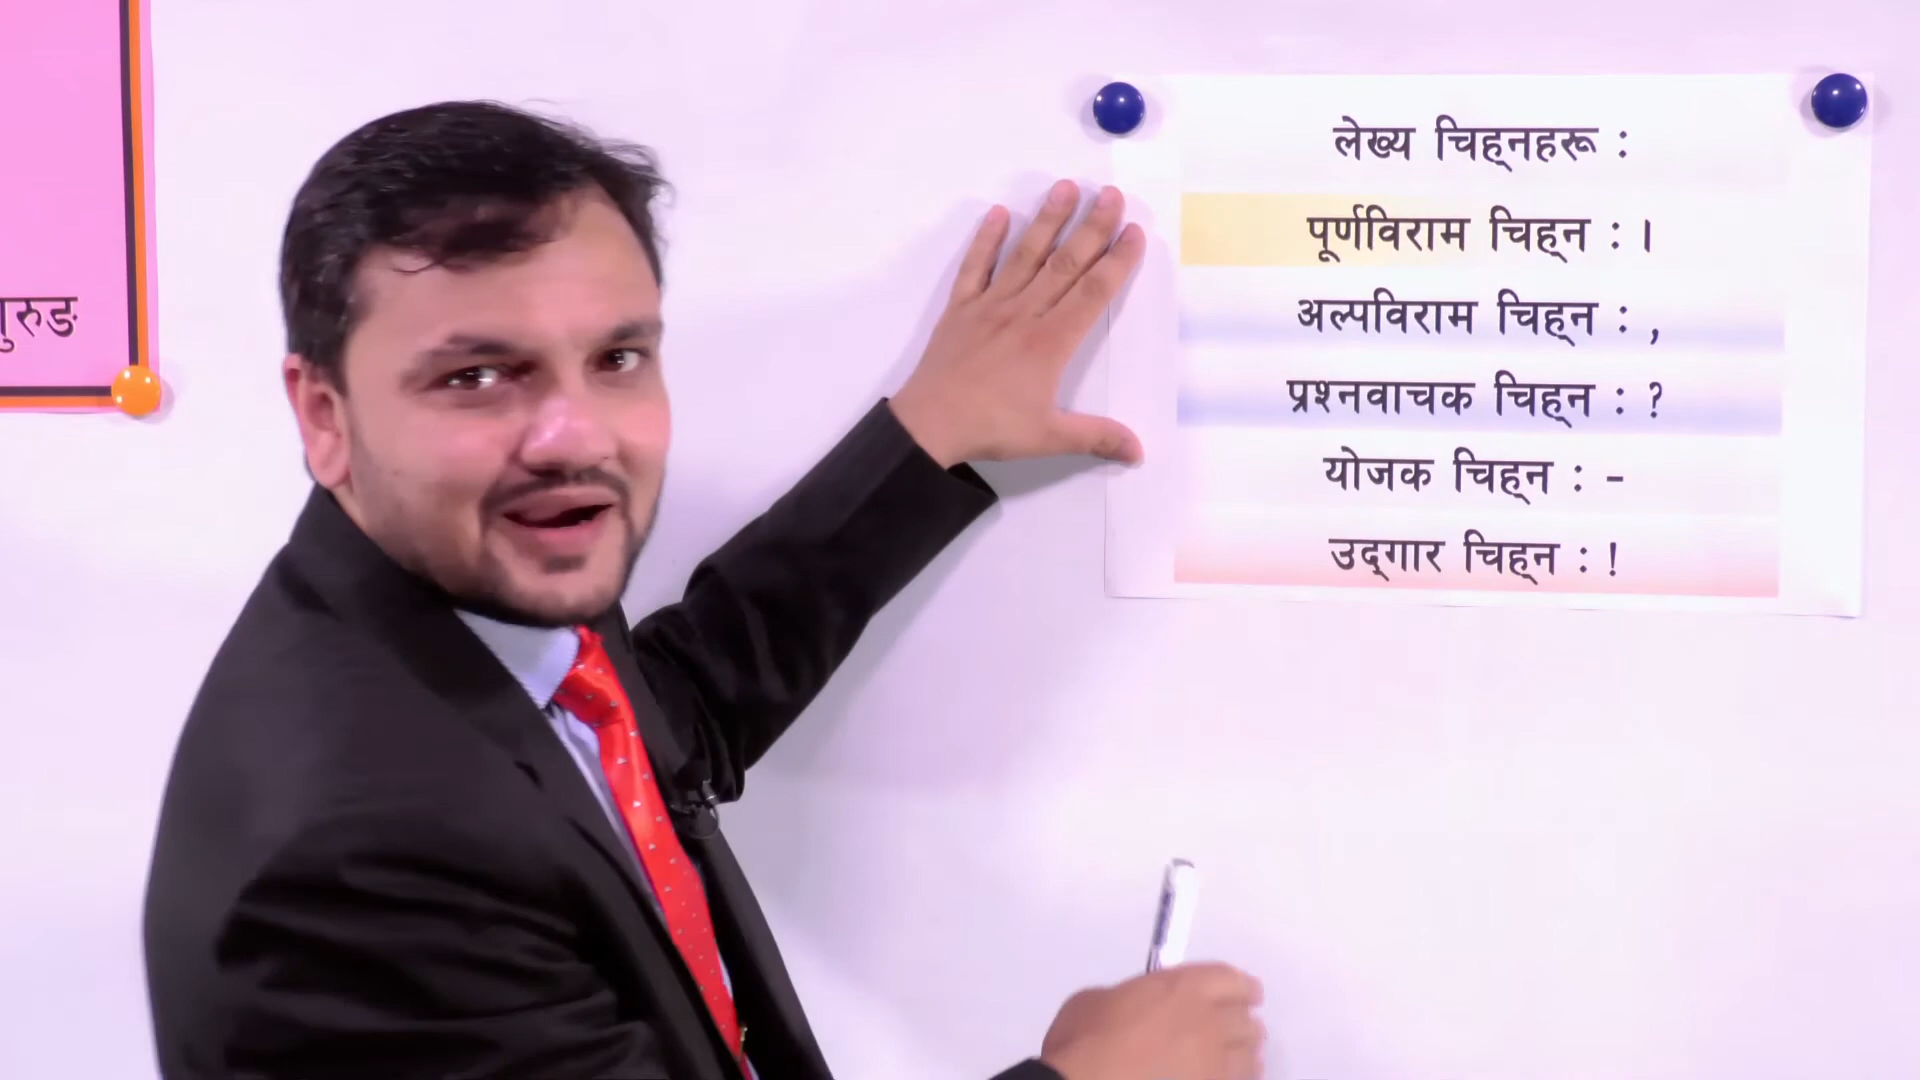 लेख्य चिह्नहरू :
पूर्णविराम चिह्न : ।
अल्पविराम चिह्न : ,
प्रश्नवाचक चिह्न : ?
योजक चिह्न : -
उद्‌गार चिह्न : !